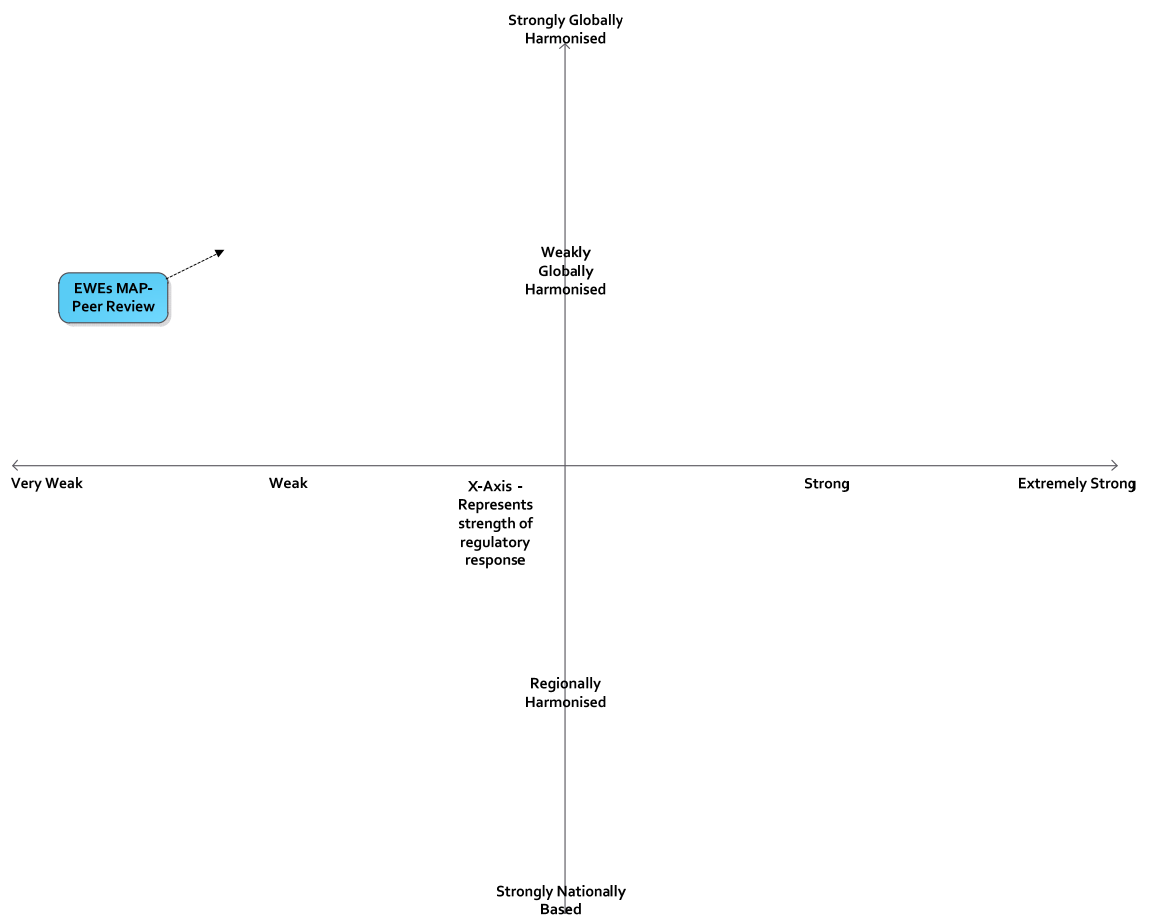 Strongly Globally
Harmonised
Weakly
Globally
Harmonised
EWEs MAP-
Peer Review
Very Weak
Weak
X-Axis -
Represents
strength of
regulatory
response
Strong
Extremely Strong
Regionally
Harmonised
Strongly Nationally
Based